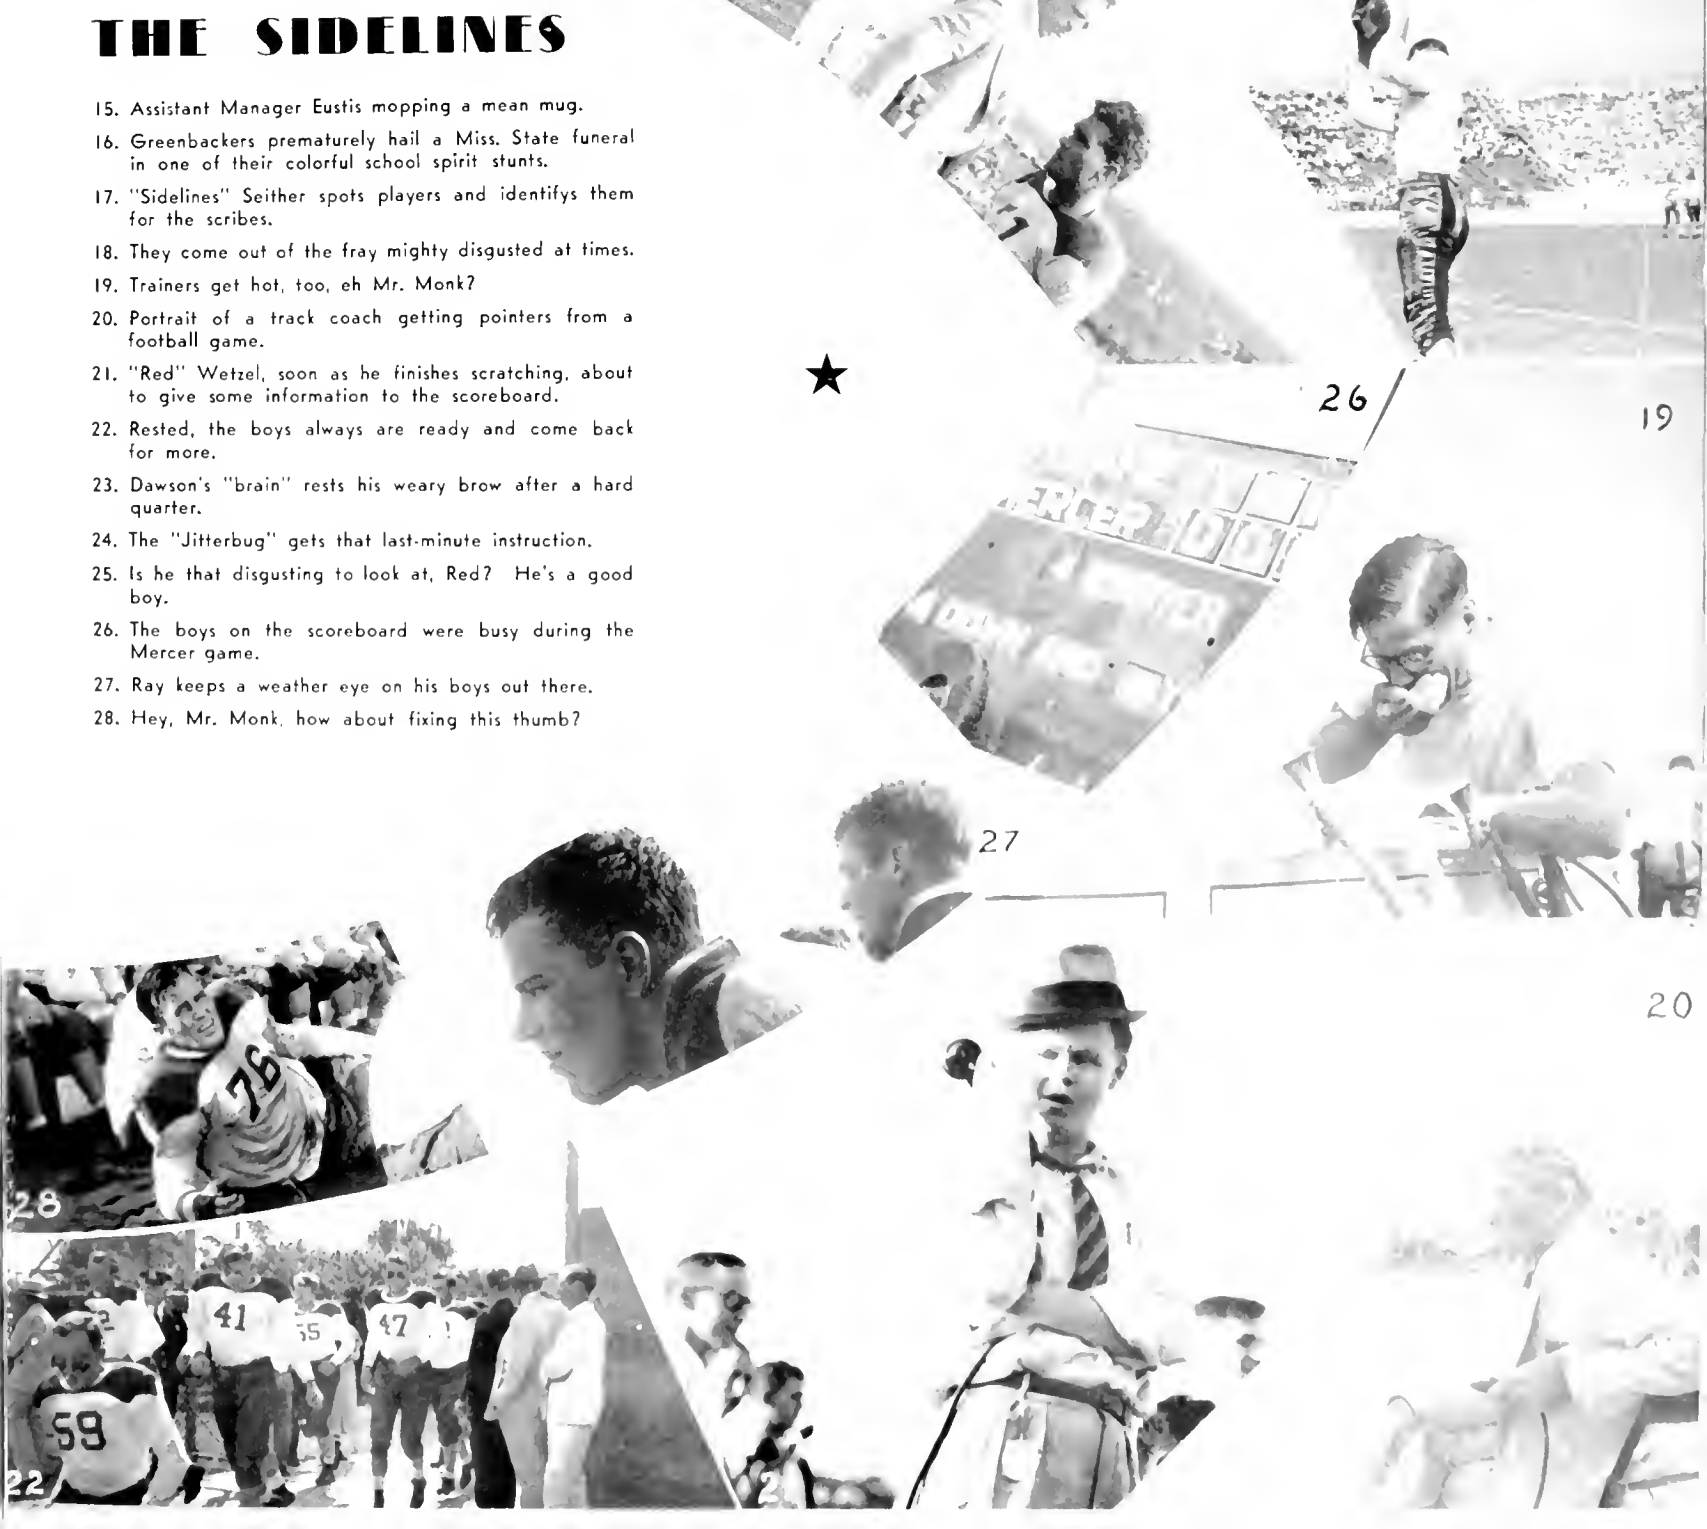 THE SIDELINES
15. Assistant Manager Eustis mopping a mean mug.
16. Greenbackers prematurely hail a Miss. State funeral
in one of their colorful school spirit stunts.
17. "Sidelines" Seither spots players and identifys them
for the scribes.
18. They come out of the fray mighty disgusted at times.
19. Trainers get hot, too, eh Mr. Monk?
20. Portrait of a track coach getting pointers from a
football game.
21. "Red" Wetzel, soon as he finishes scratching, about
to give some information to the scoreboard.
22. Rested, the boys always are ready and come back
for more.
23. Dawson's "brain" rests his weary brow after a hard
quarter.
24. The "Jitterbug" gets that last-minute instruction.
25. Is he that disgusting to look at, Red? He's a good
boy.
26. The boys on the scoreboard were busy during the
Mercer game.
27. Ray keeps a weather eye on his boys out there.
28. Hey, Mr. Monk, how about fixing this thumb?
26
19
MERCER 0 0
DOWN
27
20
76
28
41
55
47
59
22